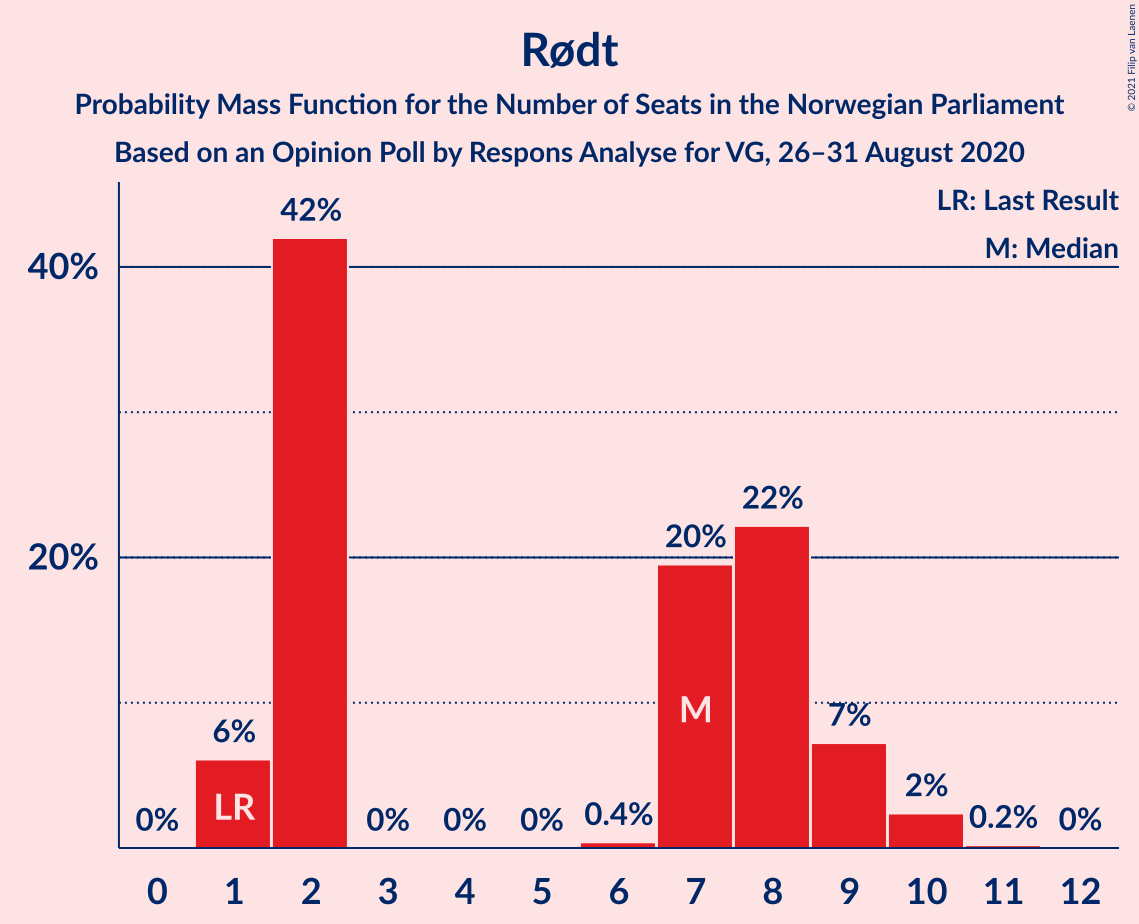 © 2021 Filip van Laenen
Rødt
Probability Mass Function for the Number of Seats in the Norwegian Parliament
Based on an Opinion Poll by Respons Analyse for VG, 26–31 August 2020
LR: Last Result
M: Median
40%
20%
42%
22%
20%
7%
6%
2%
0%
0%
0%
0%
0.4%
0.2%
0%
LR
M
0 1 2 3 4 5 6 7 8 9 10 11 12